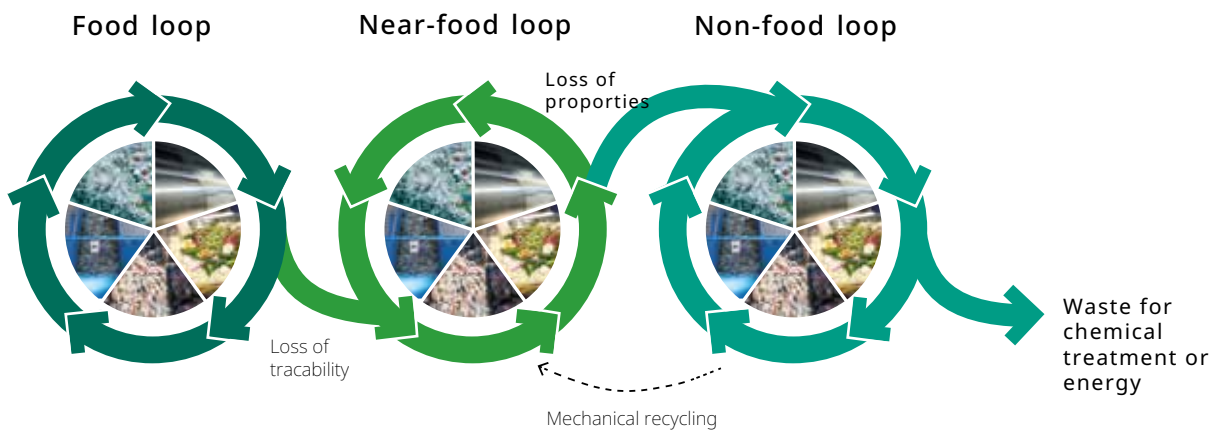 Food loop
Near-food loop
Non-food loop
Loss of
proporties
Loss of
tracability
Waste for
chemical
treatment or
energy
Mechanical recycling